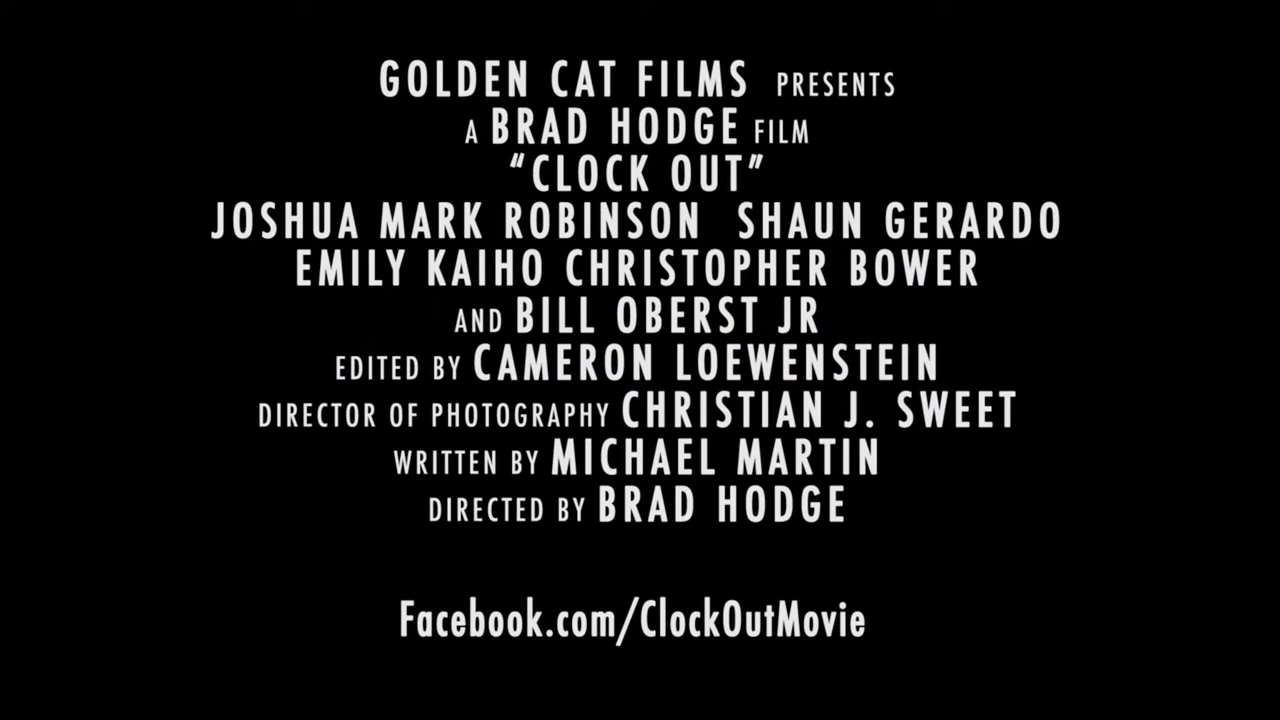 GOLDEN CAT FILMS PRESENTS
A BRAD HODGE FILM
“CLOCK OUT”
JOSHUA MARK ROBINSON SHAUN GERARDO
EMILY KAIHO CHRISTOPHER BOWER
AND BILL OBERST JR
EDITED BY CAMERON LOEWENSTEIN
DIRECTOR OF PHOTOGRAPHY CHRISTIAN J. SWEET
WRITTEN BY MICHAEL MARTIN
DIRECTED BY BRAD HODGE
Facebook.com/ClockOutMovie